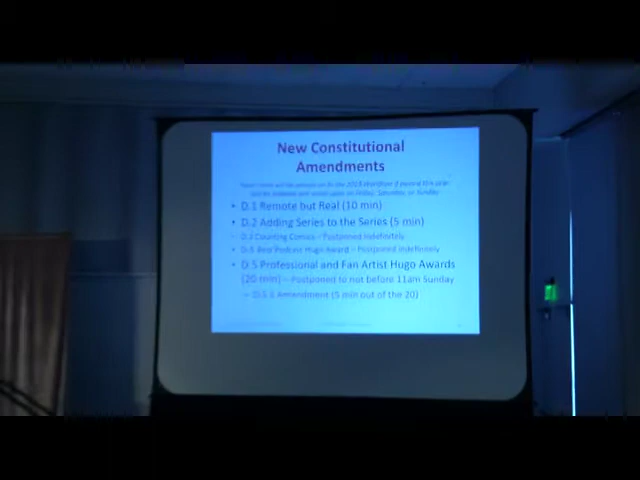 New Constitutional
Amendments
• D.1 Remote but Real (10 min)
• D.2 Adding Series to the Series (5 min)
• D.3 Counting Comics – Postponed Indefinitely
• D.4 Best Podcast Hugo Award – Postponed Indefinitely
• D.5 Professional and Fan Artist Hugo Awards
(20 min) – Postponed to not before 11am Sunday
– D.5.1 Amendment (5 min out of the 20)